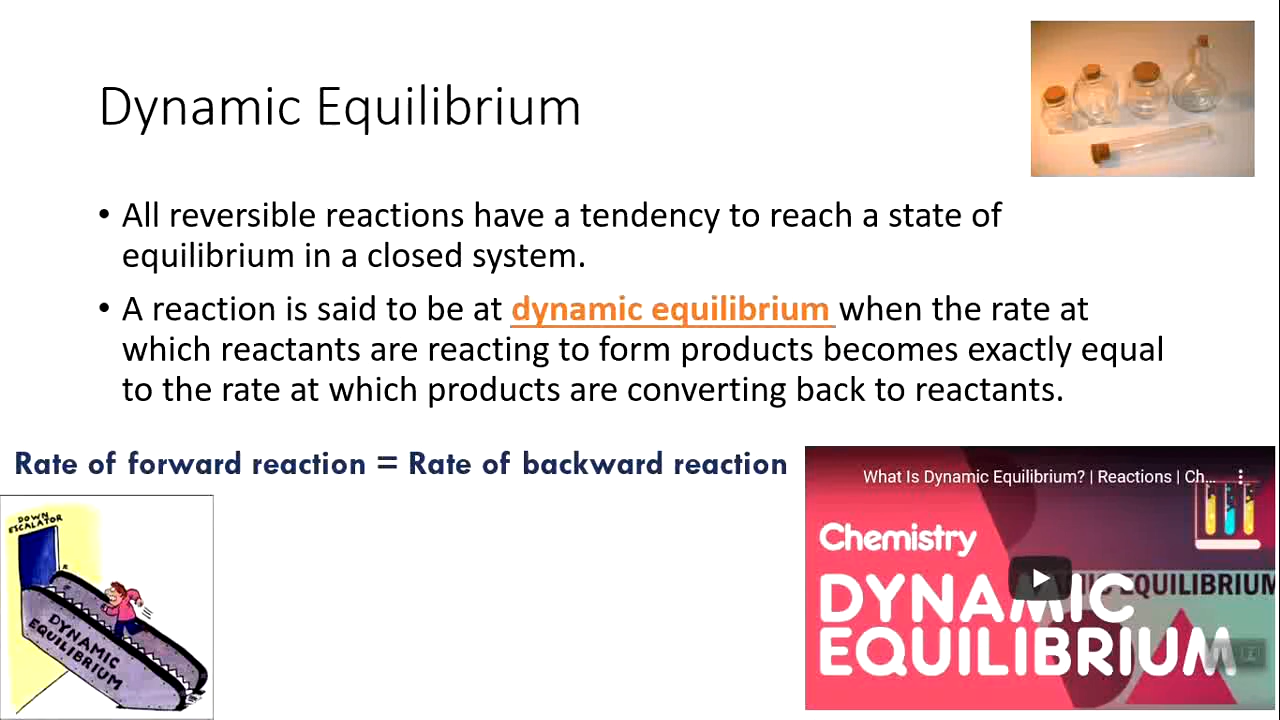 Dynamic Equilibrium
• All reversible reactions have a tendency to reach a state of
equilibrium in a closed system.
• A reaction is said to be at dynamic equilibrium when the rate at
which reactants are reacting to form products becomes exactly equal
to the rate at which products are converting back to reactants.
Rate of forward reaction = Rate of backward reaction
DOWN
ESCALATOR
DYNAMIC
EQUILIBRIUM
What Is Dynamic Equilibrium? | Reactions | Ch...
Chemistry
EQUILIBRIUM
DYNAMIC
EQUILIBRIUM